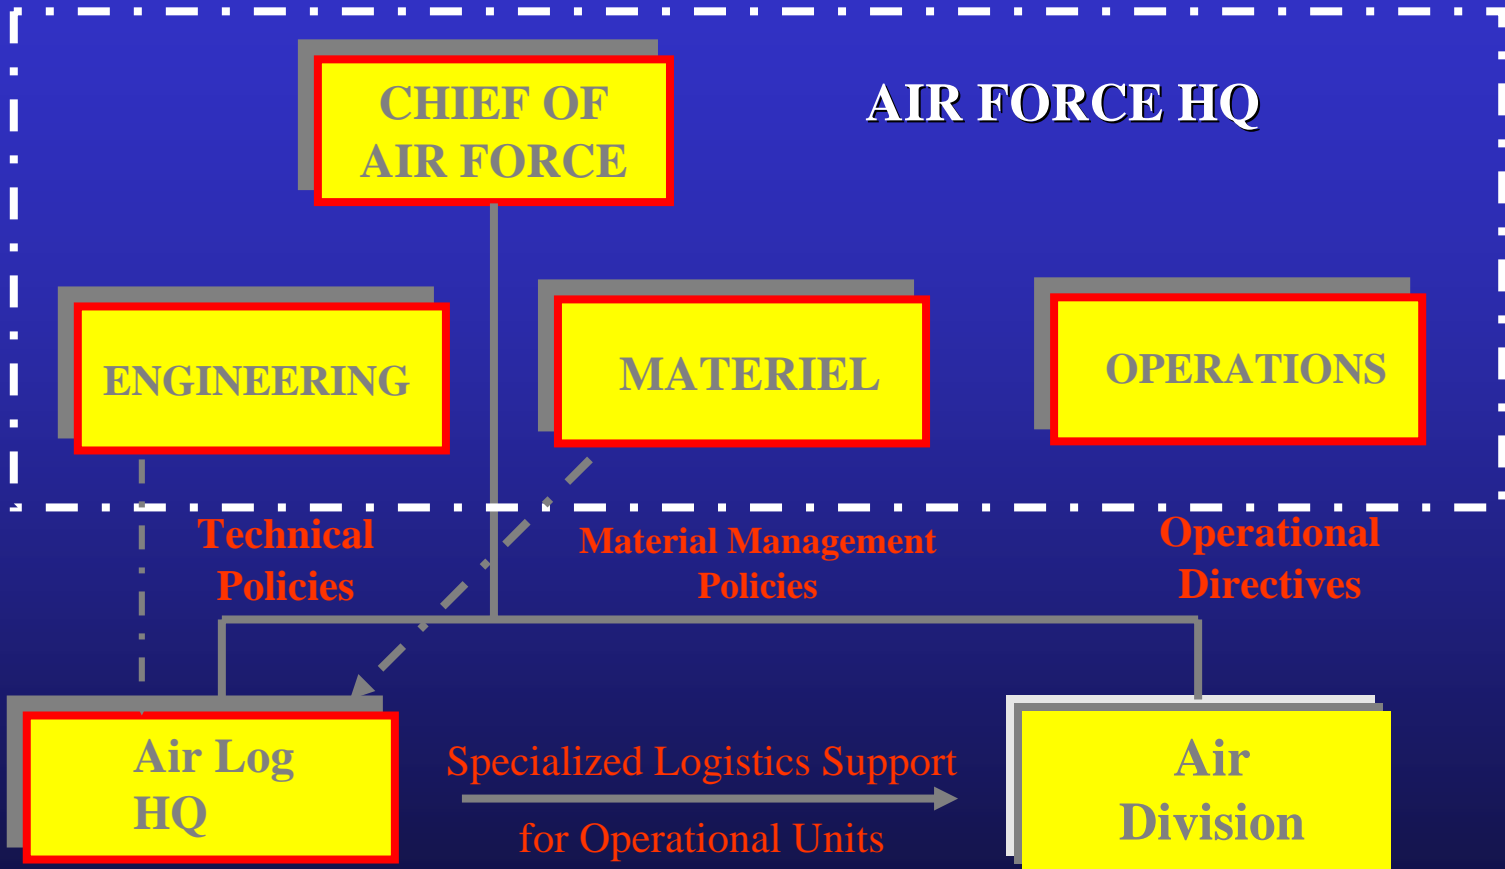 CHIEF OF
AIR FORCE
AIR FORCE HQ
ENGINEERING
MATERIEL
OPERATIONS
Technical
Policies
Material Management
Policies
Operational
Directives
Air Log
HQ
Specialized Logistics Support
for Operational Units
Air
Division